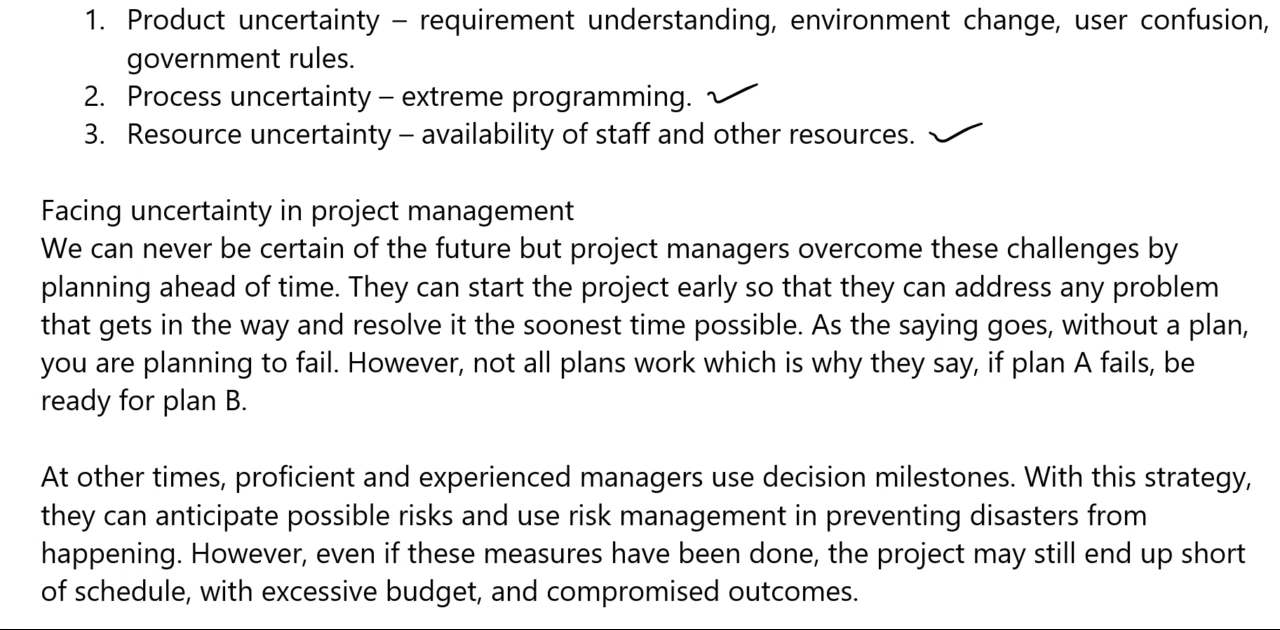 1. Product uncertainty – requirement understanding, environment change, user confusion,
government rules.
2. Process uncertainty – extreme programming.
3. Resource uncertainty – availability of staff and other resources.
Facing uncertainty in project management
We can never be certain of the future but project managers overcome these challenges by
planning ahead of time. They can start the project early so that they can address any problem
that gets in the way and resolve it the soonest time possible. As the saying goes, without a plan,
you are planning to fail. However, not all plans work which is why they say, if plan A fails, be
ready for plan B.
At other times, proficient and experienced managers use decision milestones. With this strategy,
they can anticipate possible risks and use risk management in preventing disasters from
happening. However, even if these measures have been done, the project may still end up short
of schedule, with excessive budget, and compromised outcomes.